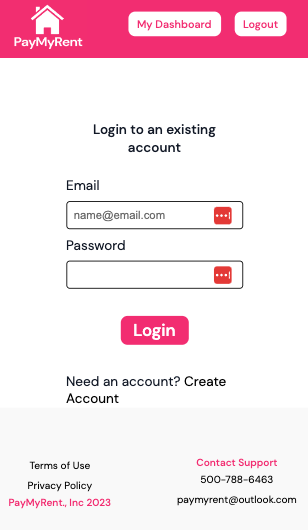 My Dashboard
Logout
PayMyRent
Login to an existing
account
Email
name@email.com
Password
Login
Need an account? Create
Account
Terms of Use
Privacy Policy
PayMyRent., Inc 2023
Contact Support
500-788-6463
paymyrent@outlook.com